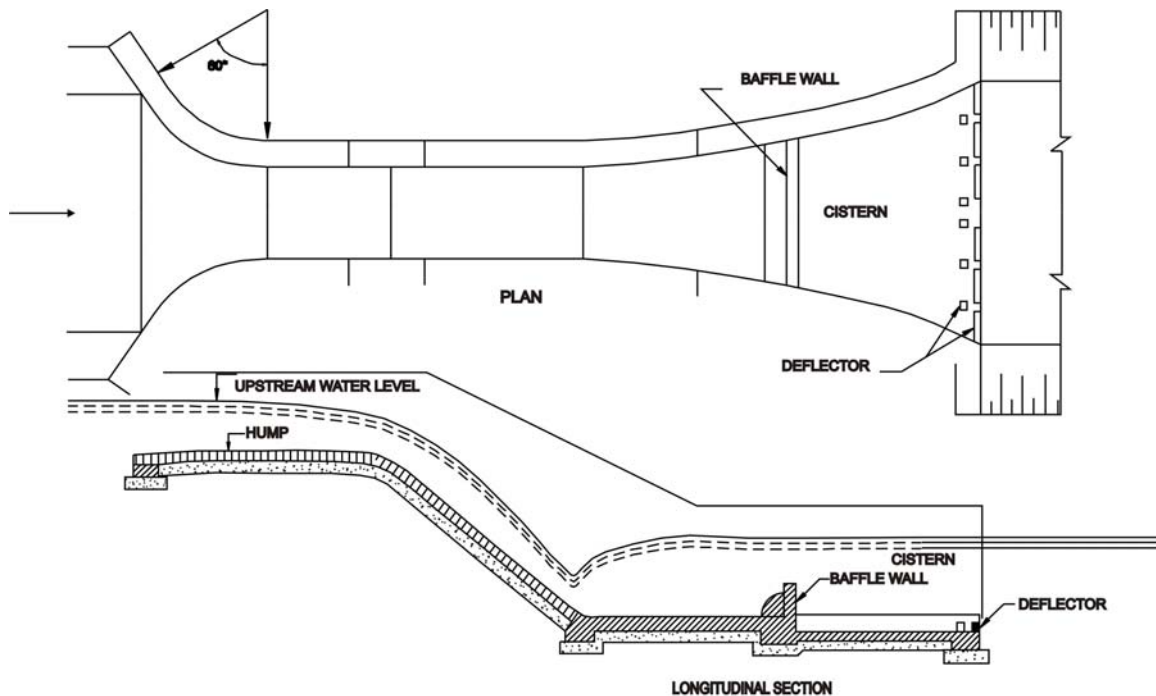 60°
BAFFLE WALL
CISTERN
PLAN
DEFLECTOR
UPSTREAM WATER LEVEL
HUMP
CISTERN
BAFFLE WALL
DEFLECTOR
LONGITUDINAL SECTION